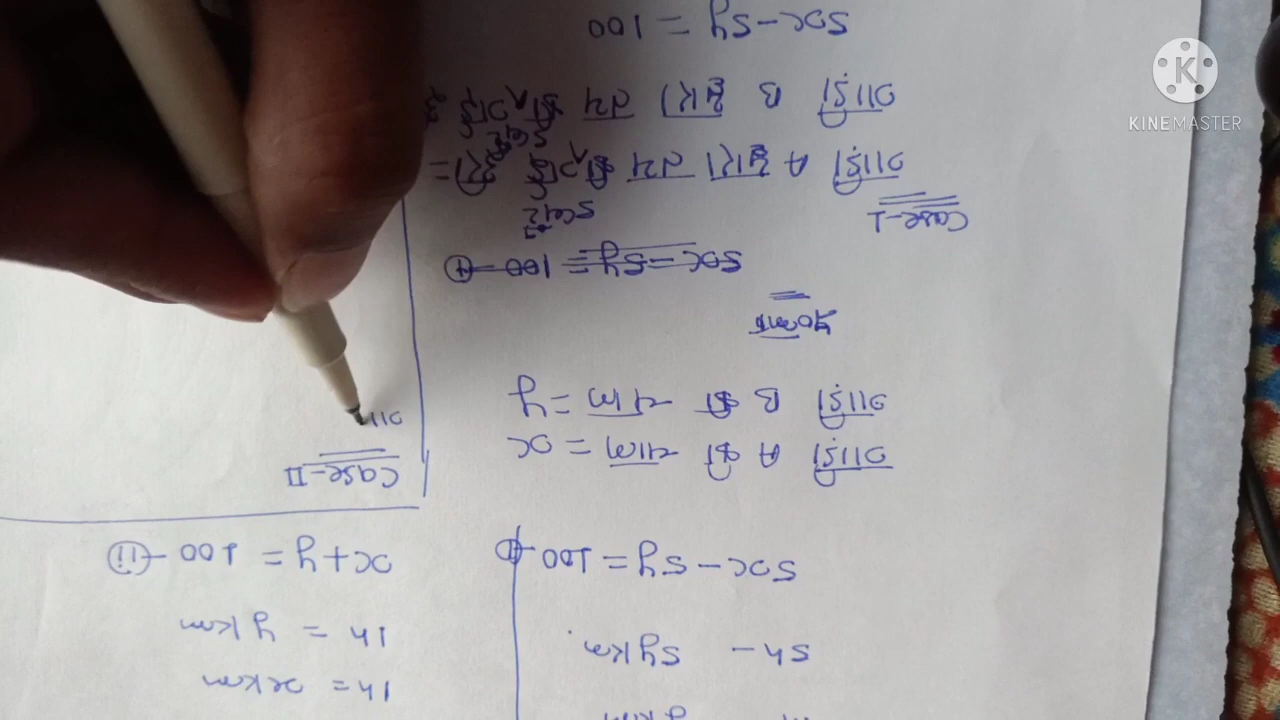 y km
1h = x km
5h – 5y km
1h = y km
5x – 5y = 100 –(i)
x + y = 100 –(ii)
गाड़ी A की चाल = x
गाड़ी B की चाल = y
5x – 5y = 100 –(i)
Case-I
गाड़ी A द्वारा तय की गई दूरी =
गाड़ी B द्वारा तय की गई
5x – 5y = 100
Case-II
गा
KINEMASTER